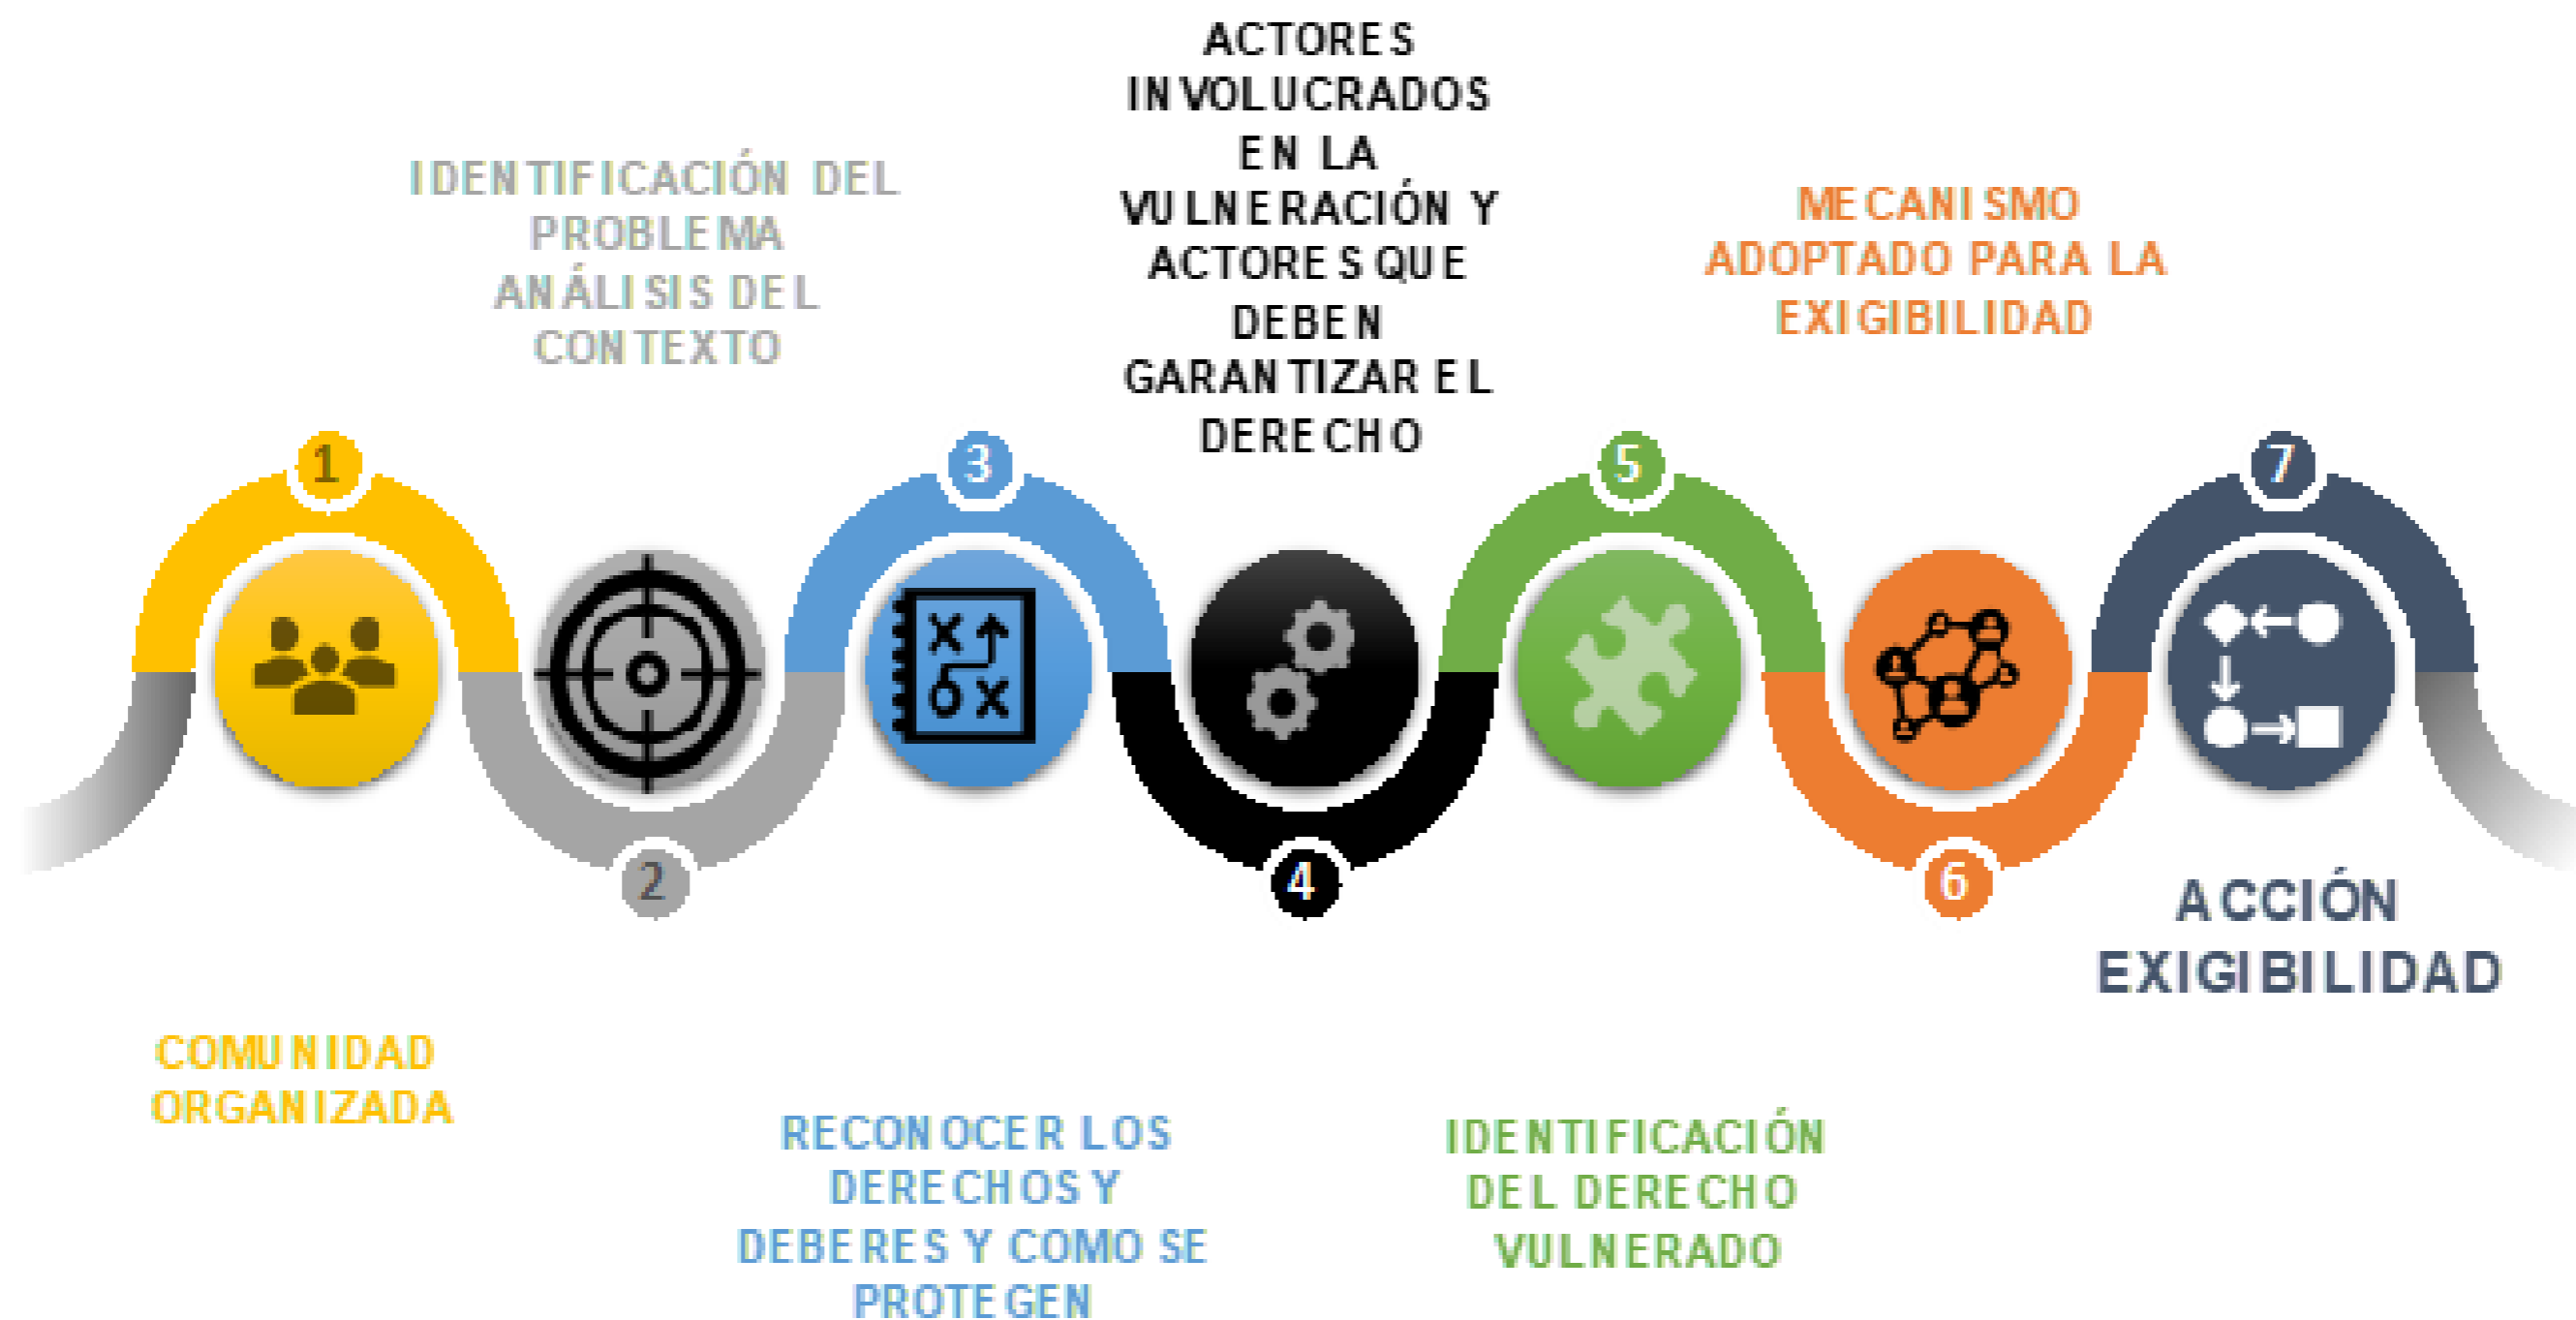 1
COMUNIDAD
ORGANIZADA
IDENTIFICACIÓN DEL
PROBLEMA
ANÁLISIS DEL
CONTEXTO
2
3
RECONOCER LOS
DERECHOS Y
DEBERES Y COMO SE
PROTEGEN
ACTORES
INVOLUCRADOS
EN LA
VULNERACIÓN Y
ACTORES QUE
DEBEN
GARANTIZAR EL
DERECHO
4
5
IDENTIFICACIÓN
DEL DERECHO
VULNERADO
MECANISMO
ADOPTADO PARA LA
EXIGIBILIDAD
6
7
ACCIÓN
EXIGIBILIDAD